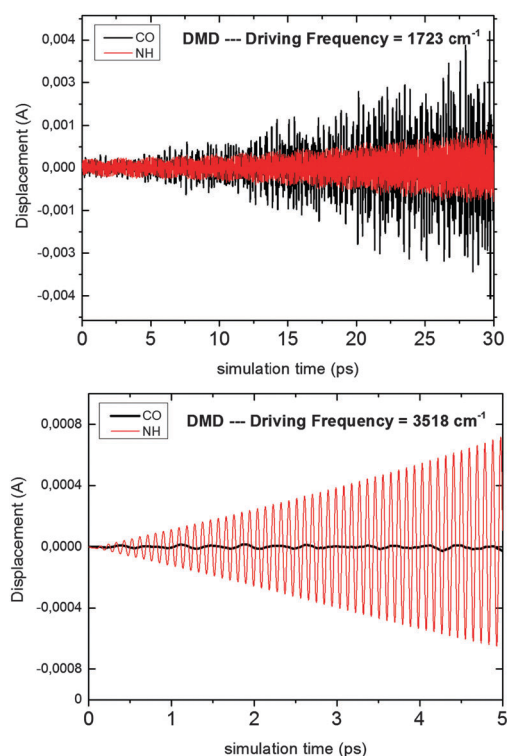 0,004
0,003
0,001
0,000
-0,001
-0,003
-0,004
Displacement (A)
CO
NH
DMD --- Driving Frequency = 1723 cm-1
0 5 10 15 20 25 30
simulation time (ps)
0,0008
0,0004
0,0000
-0,0004
-0,0008
0
Displacement (A)
CO
NH
DMD --- Driving Frequency = 3518 cm-1
0 1 2 3 4 5
simulation time (ps)